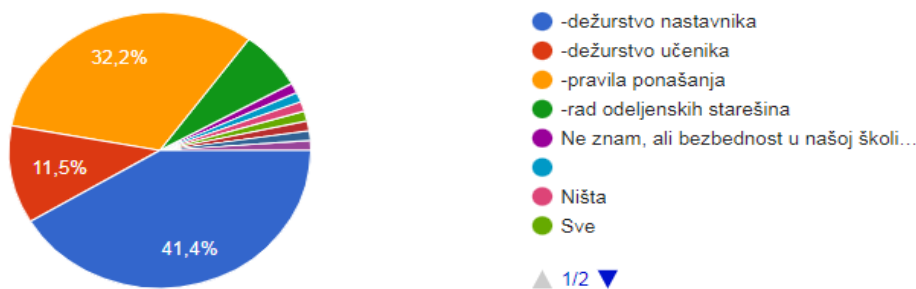 32,2%
11,5%
41,4%
-dežurstvo nastavnika
-dežurstvo učenika
-pravila ponašanja
-rad odeljenskih starešina
Ne znam, ali bezbednost u našoj školi...
Ništa
Sve
1/2